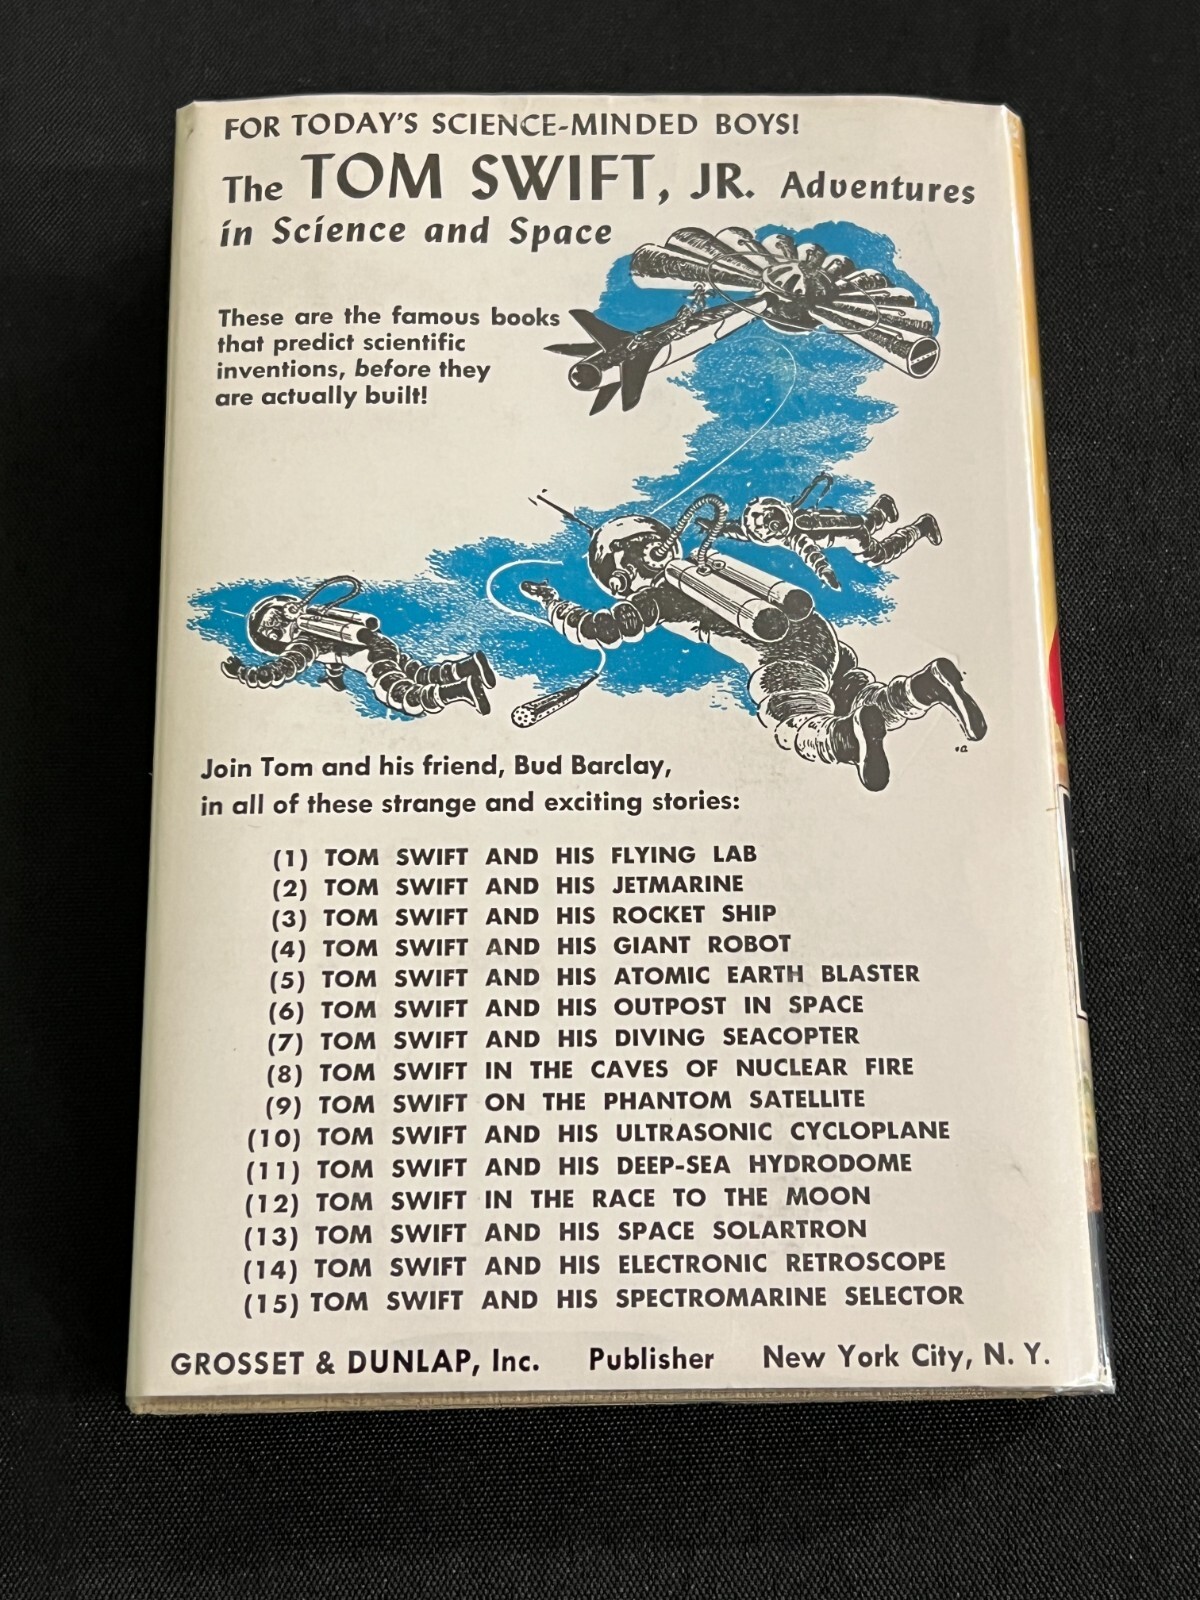 FOR TODAY'S SCIENCE-MINDED BOYS!
The TOM SWIFT, JR. Adventures
in Science and Space
These are the famous books
that predict scientific
inventions, before they
are actually built!
Join Tom and his friend, Bud Barclay,
in all of these strange and exciting stories:
(1) TOM SWIFT AND HIS FLYING LAB
(2) TOM SWIFT AND HIS JETMARINE
(3) TOM SWIFT AND HIS ROCKET SHIP
(4) TOM SWIFT AND HIS GIANT ROBOT
(5) TOM SWIFT AND HIS ATOMIC EARTH BLASTER
(6) TOM SWIFT AND HIS OUTPOST IN SPACE
(7) TOM SWIFT AND HIS DIVING SEACOPTER
(8) TOM SWIFT IN THE CAVES OF NUCLEAR FIRE
(9) TOM SWIFT ON THE PHANTOM SATELLITE
(10) TOM SWIFT AND HIS ULTRASONIC CYCLOPLANE
(11) TOM SWIFT AND HIS DEEP-SEA HYDRODOME
(12) TOM SWIFT IN THE RACE TO THE MOON
(13) TOM SWIFT AND HIS SPACE SOLARTRON
(14) TOM SWIFT AND HIS ELECTRONIC RETROSCOPE
(15) TOM SWIFT AND HIS SPECTROMARINE SELECTOR
GROSSET & DUNLAP, Inc. Publisher New York City, N. Y.